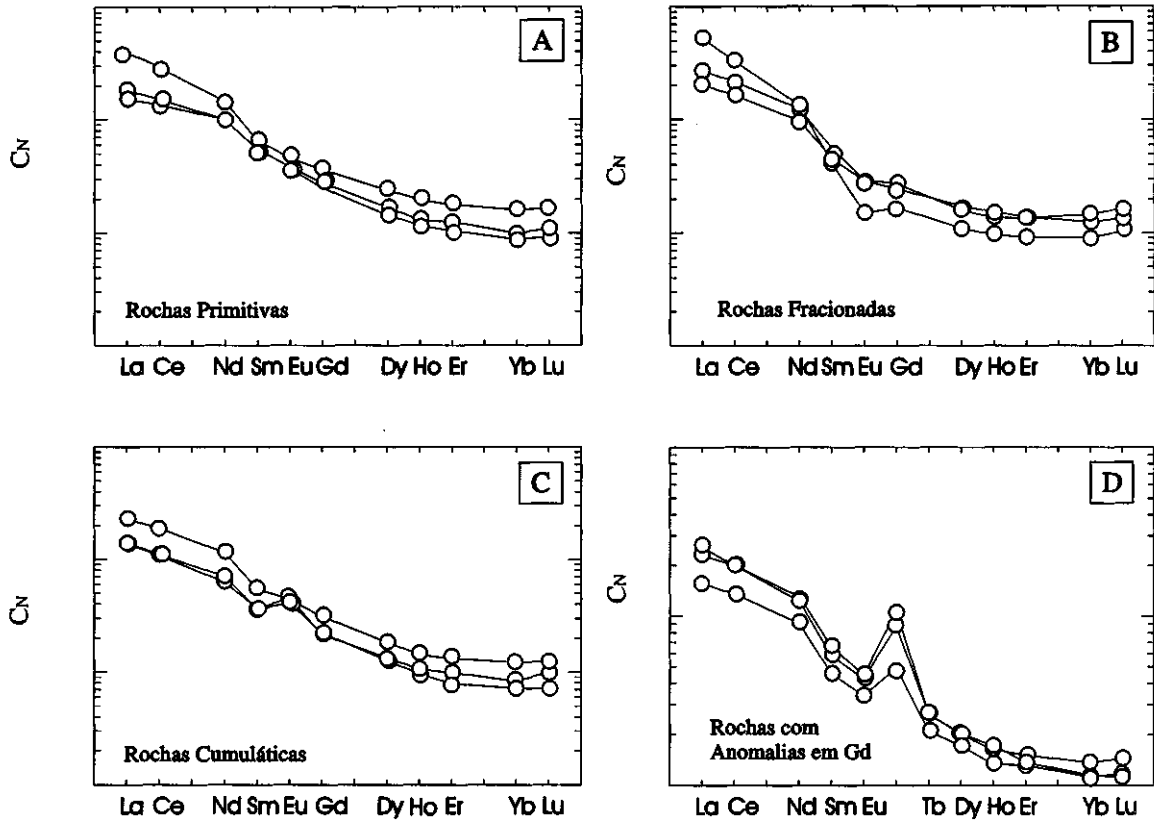 A
C_N
Rochas Primitivas
La Ce Nd Sm Eu Gd Dy Ho Er Yb Lu
B
C_N
Rochas Fracionadas
La Ce Nd Sm Eu Gd Dy Ho Er Yb Lu
C
C_N
Rochas Cumuláticas
La Ce Nd Sm Eu Gd Dy Ho Er Yb Lu
D
C_N
Rochas com
Anomalias em Gd
La Ce Nd Sm Eu Tb Dy Ho Er Yb Lu